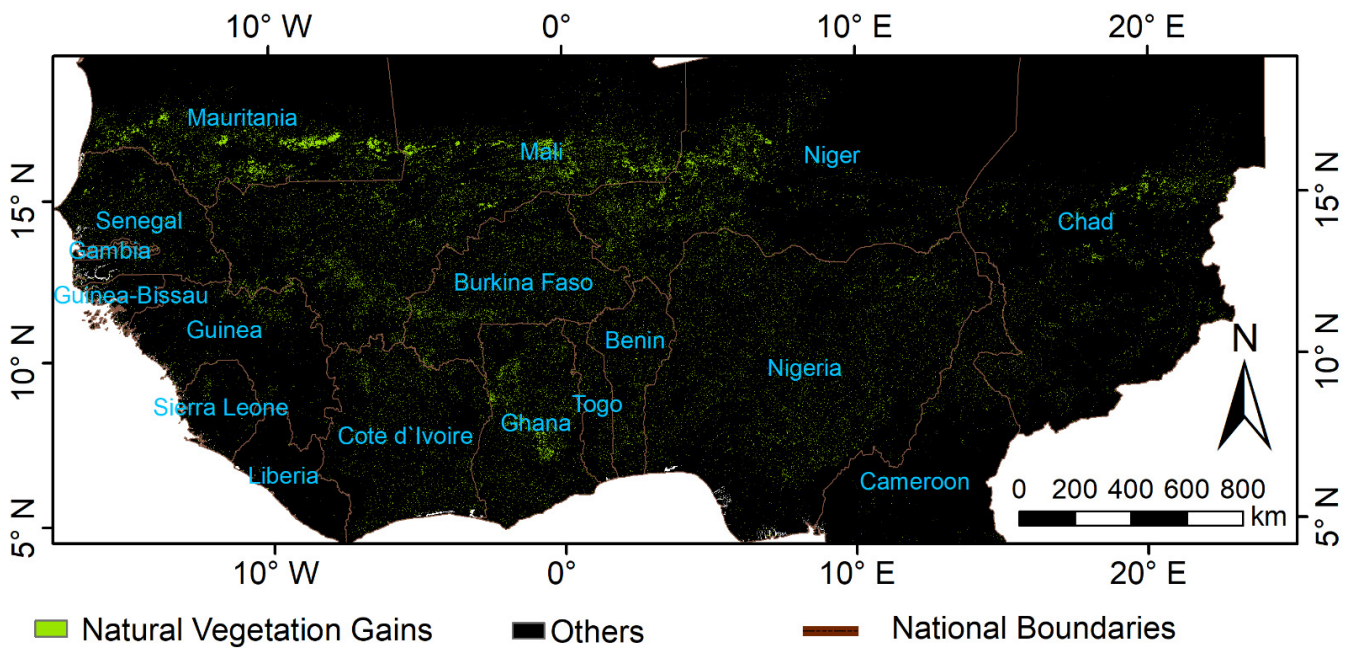 10° W 0° 10° E 20° E
Mauritania
Mali
Niger
15° N
15° N
Senegal
Chad
Gambia
Burkina Faso
Guinea-Bissau
Guinea
Benin
N
10° N
10° N
Nigeria
Sierra Leone
Togo
Ghana
Cote d`Ivoire
Liberia
Cameroon
0 200 400 600 800
km
5° N
5° N
10° W 0° 10° E 20° E
Natural Vegetation Gains Others National Boundaries